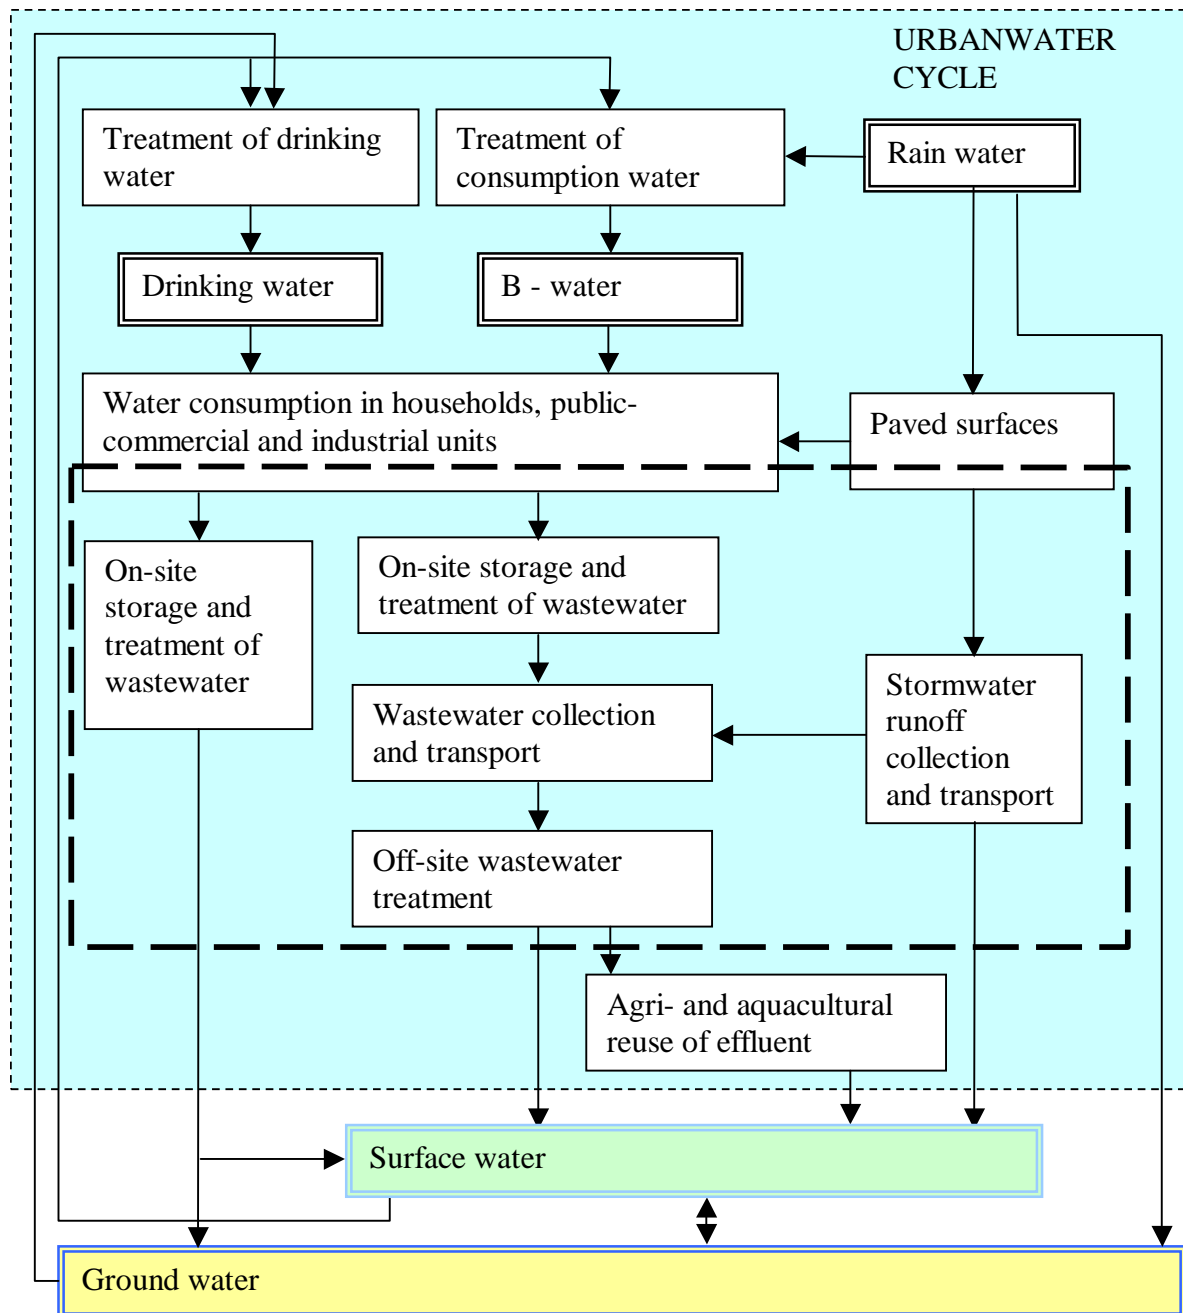 URBANWATER
CYCLE
Treatment of drinking
water
Treatment of
consumption water
Rain water
Drinking water
B - water
Water consumption in households, public-
commercial and industrial units
Paved surfaces
On-site
storage and
treatment of
wastewater
On-site storage and
treatment of wastewater
Wastewater collection
and transport
Stormwater
runoff
collection
and transport
Off-site wastewater
treatment
Agri- and aquacultural
reuse of effluent
Surface water
Ground water